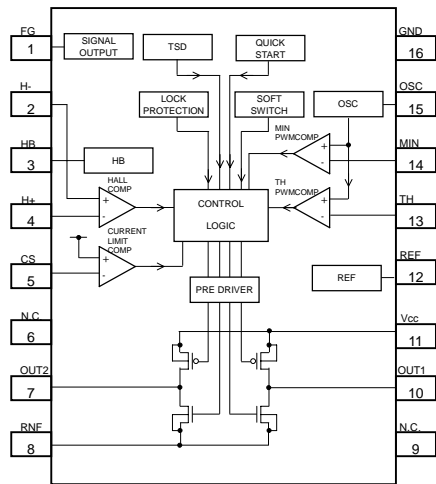 FG
1
SIGNAL
OUTPUT
TSD
QUICK
START
GND
16
H-
2
LOCK
PROTECTION
SOFT
SWITCH
OSC
OSC
15
HB
3
HB
MIN
PWMCOMP
+
-
MIN
14
H+
4
HALL
COMP
+
-
CONTROL
LOGIC
TH
PWMCOMP
+
-
TH
13
CS
5
CURRENT
LIMIT
COMP
+
-
REF
REF
12
N.C.
6
PRE DRIVER
Vcc
11
OUT2
7
OUT1
10
RNF
8
N.C.
9